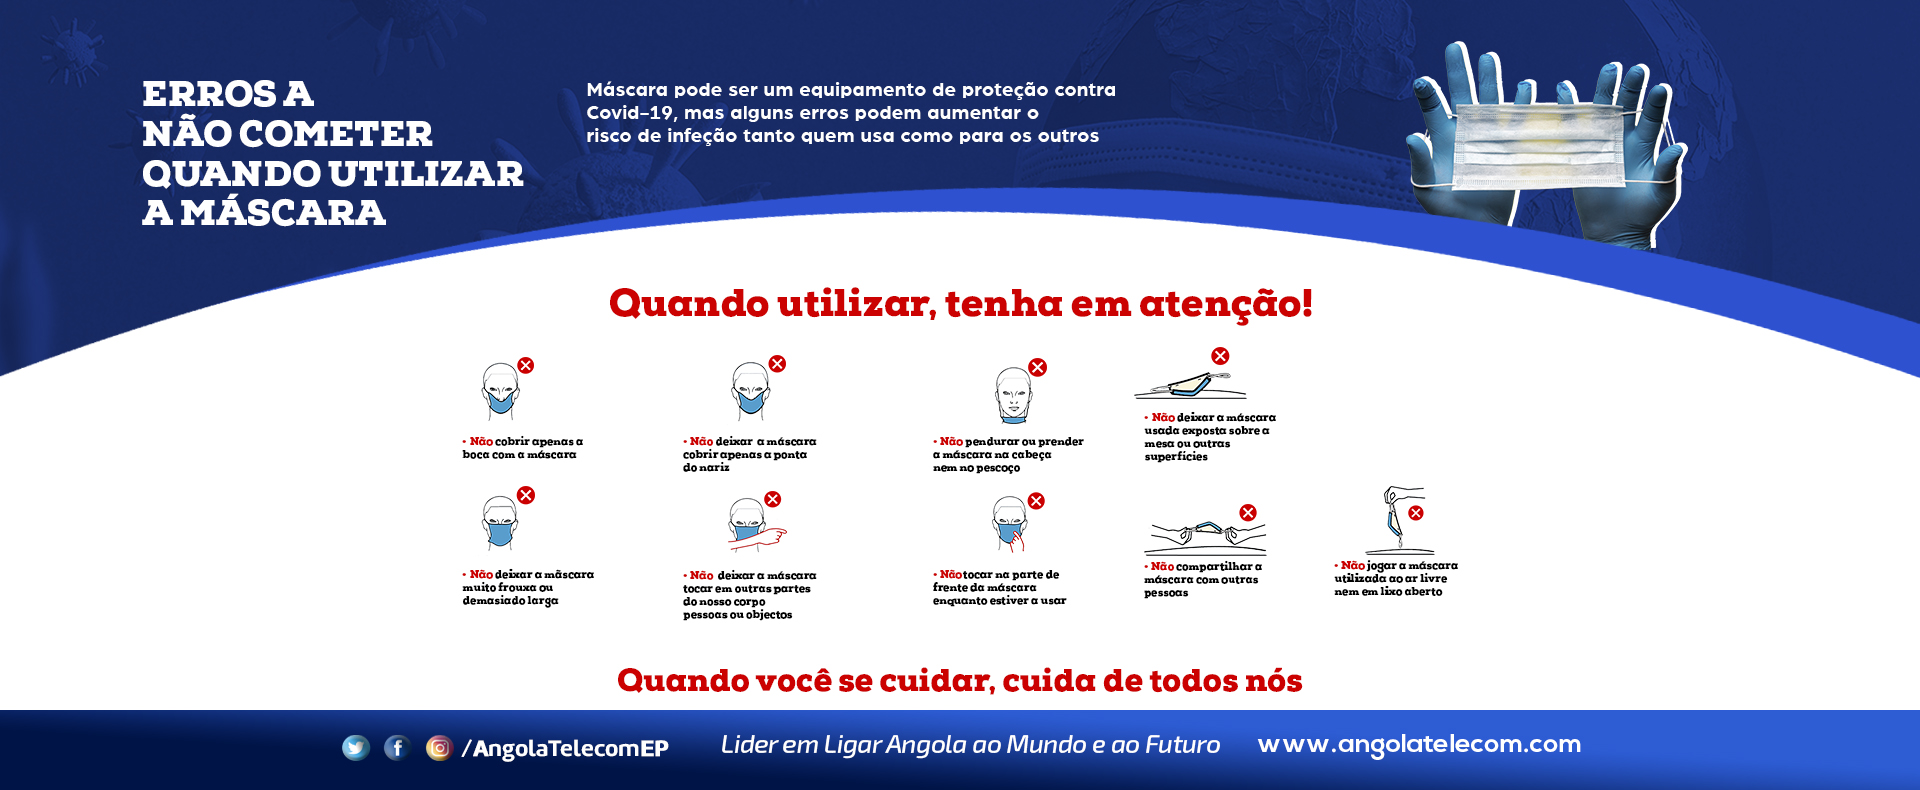 ERROS A
NÃO COMETER
QUANDO UTILIZAR
A MÁSCARA
Máscara pode ser um equipamento de proteção contra
Covid-19, mas alguns erros podem aumentar o
risco de infeção tanto quem usa como para os outros
Quando utilizar, tenha em atenção!
• Não cobrir apenas a
boca com a máscara
• Não deixar a máscara
cobrir apenas a ponta
do nariz
• Não pendurar ou prender
a máscara na cabeça
nem no pescoço
• Não deixar a máscara
usada exposta sobre a
mesa ou outras
superfícies
• Não deixar a mãscara
muito frouxa ou
demasiado larga
• Não deixar a máscara
tocar em outras partes
do nosso corpo
pessoas ou objectos
• Não tocar na parte de
frente da máscara
enquanto estiver a usar
• Não compartilhar a
máscara com outras
pessoas
• Não jogar a máscara
utilizada ao ar livre
nem em lixo aberto
Quando você se cuidar, cuida de todos nós
/AngolaTelecomEP
Lider em Ligar Angola ao Mundo e ao Futuro
www.angolatelecom.com